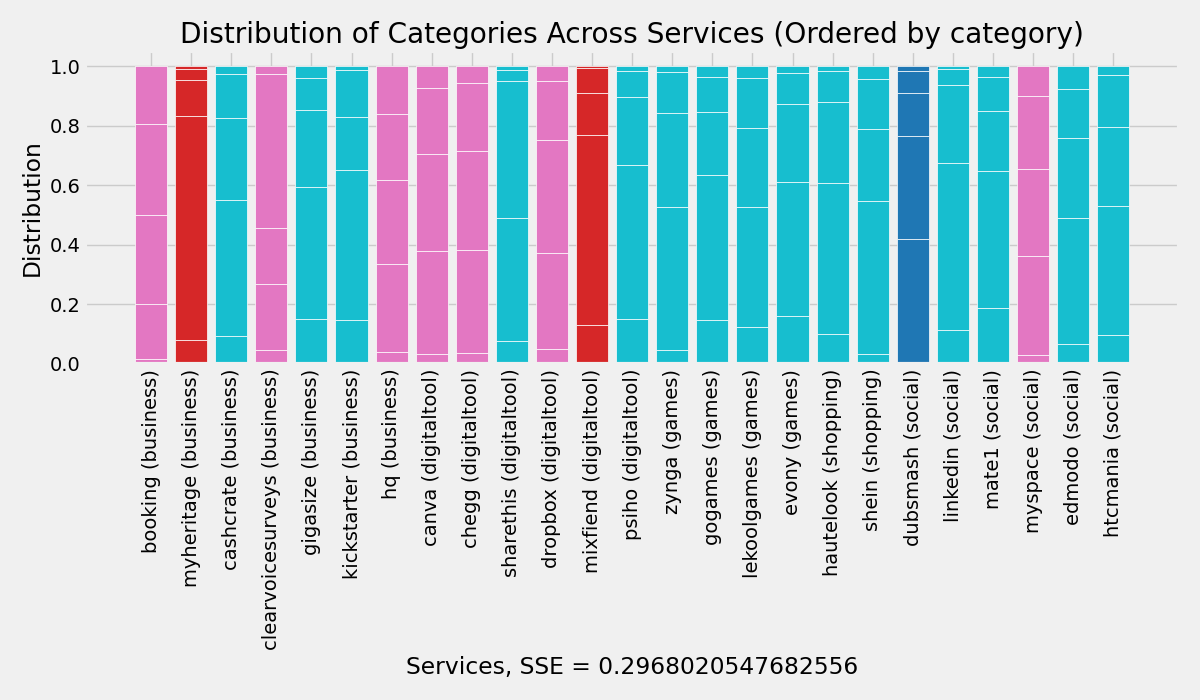 Distribution of Categories Across Services (Ordered by category)
Distribution
1.0
0.8
0.6
0.4
0.2
0.0
booking (business)
myheritage (business)
cashcrate (business)
clearvoicesurveys (business)
gigasize (business)
kickstarter (business)
hq (business)
canva (digitaltool)
chegg (digitaltool)
sharethis (digitaltool)
dropbox (digitaltool)
mixfiend (digitaltool)
psiho (digitaltool)
zynga (games)
gogames (games)
lekoolgames (games)
evony (games)
hautelook (shopping)
shein (shopping)
dubsmash (social)
linkedin (social)
mate1 (social)
myspace (social)
edmodo (social)
htcmania (social)
Services, SSE = 0.2968020547682556